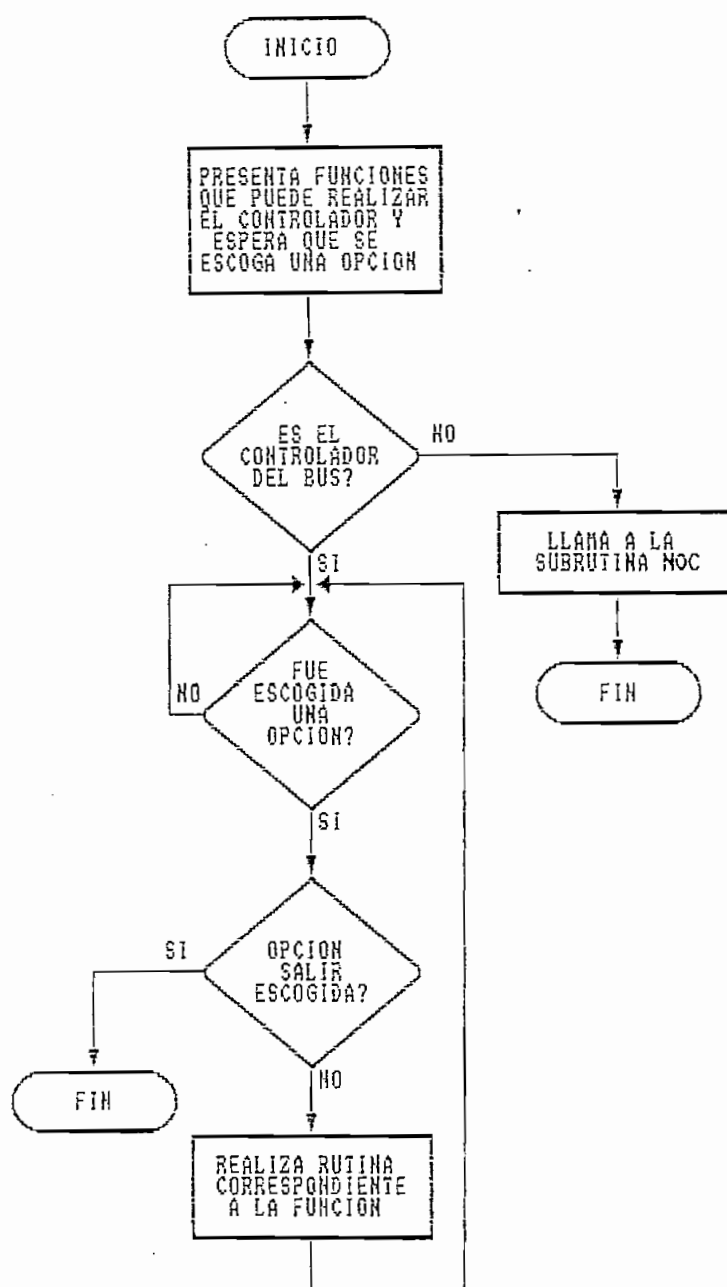 INICIO
PRESENTA FUNCIONES
QUE PUEDE REALIZAR
EL CONTROLADOR Y
ESPERA QUE SE
ESCOGA UNA OPCION
ES EL
CONTROLADOR
DEL BUS?
NO
SI
LLAMA A LA
SUBRUTINA NOC
FIN
FUE
ESCOGIDA
UNA
OPCION?
NO
SI
OPCION
SALIR
ESCOGIDA?
SI
FIN
NO
REALIZA RUTINA
CORRESPONDIENTE
A LA FUNCION